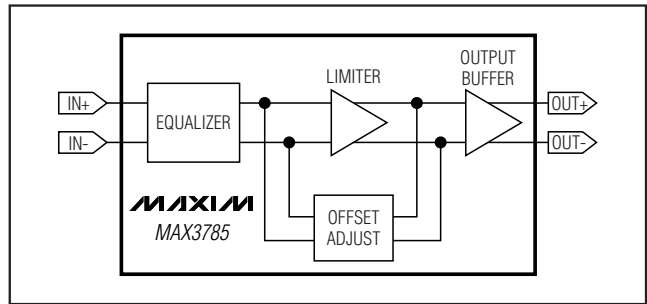 OUTPUT
LIMITER
BUFFER
IN+
OUT+
EQUALIZER
IN-
OUT-
OFFSET
ADJUST
MAXIM
MAX3785